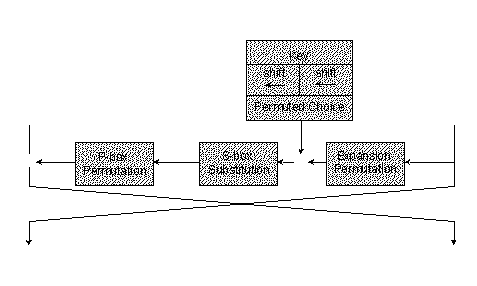 Key
shift shift
Permuted Choice
P-box
Permutation
S-box
Substitution
Expansion
Permutation